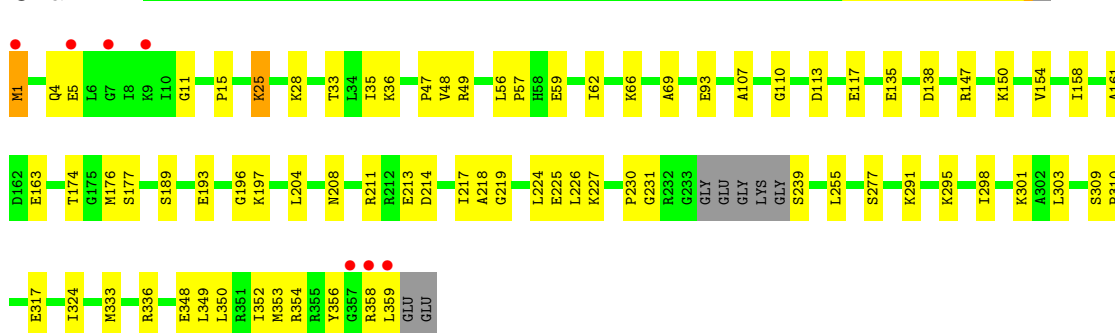 M1 Q4 E5 L6 G7 I8 K9 I10 G11 P15 K25 K28 T33 L34 I35 K36 P47 V48 R49 L56 P57 H58 E59 I62 K66 A69 E93 A107 G110 D113 E117 E135 D138 R147 K150 V154 I158 A161
D162 E163 T174 G175 M176 S177 S189 E193 G196 K197 L204 N208 R211 R212 E213 D214 I217 A218 G219 L224 E225 L226 K227 P230 G231 R232 G233 GLY GLU GLY LYS GLY S239 L255 S277 K291 K295 I298 K301 A302 L303 S309
E317 I324 M333 R336 E348 L349 L350 R351 I352 M353 R354 R355 Y356 G357 R358 L359 GLU GLU